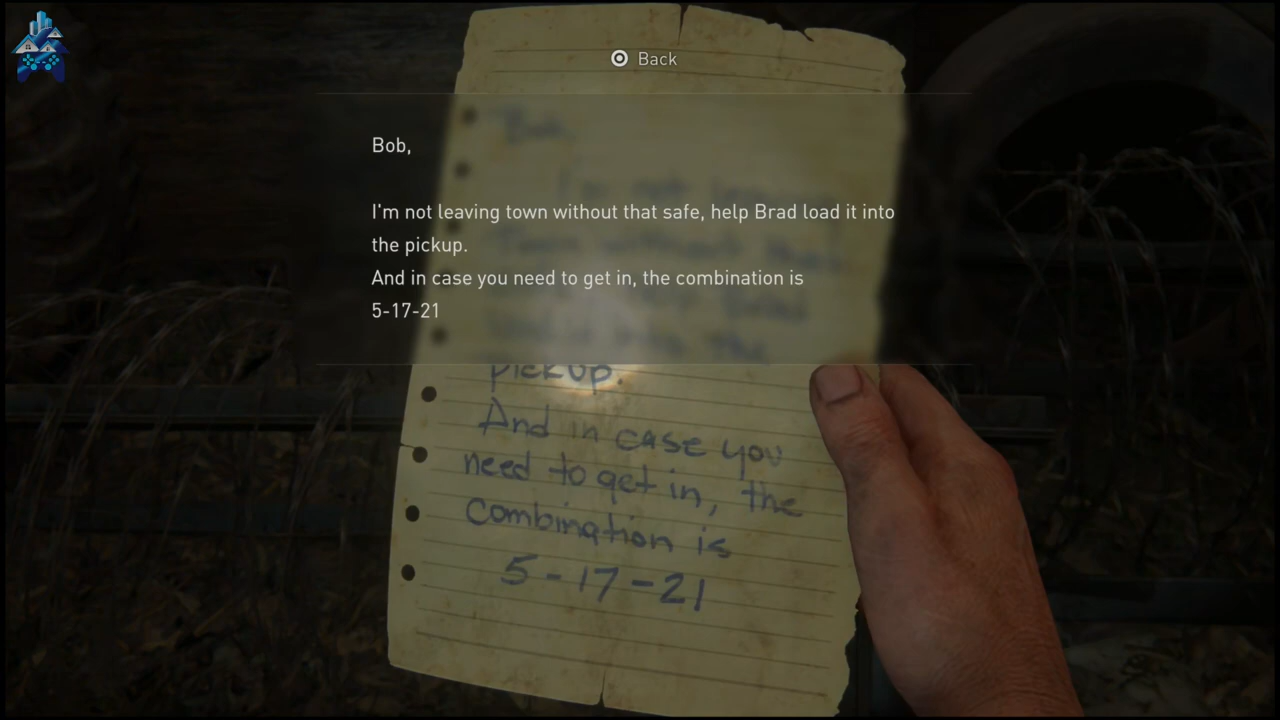 Back
Bob,
I'm not leaving town without that safe, help Brad load it into
the pickup.
And in case you need to get in, the combination is
5-17-21
pickup.
And in case you
need to get in, the
combination is
5-17-21